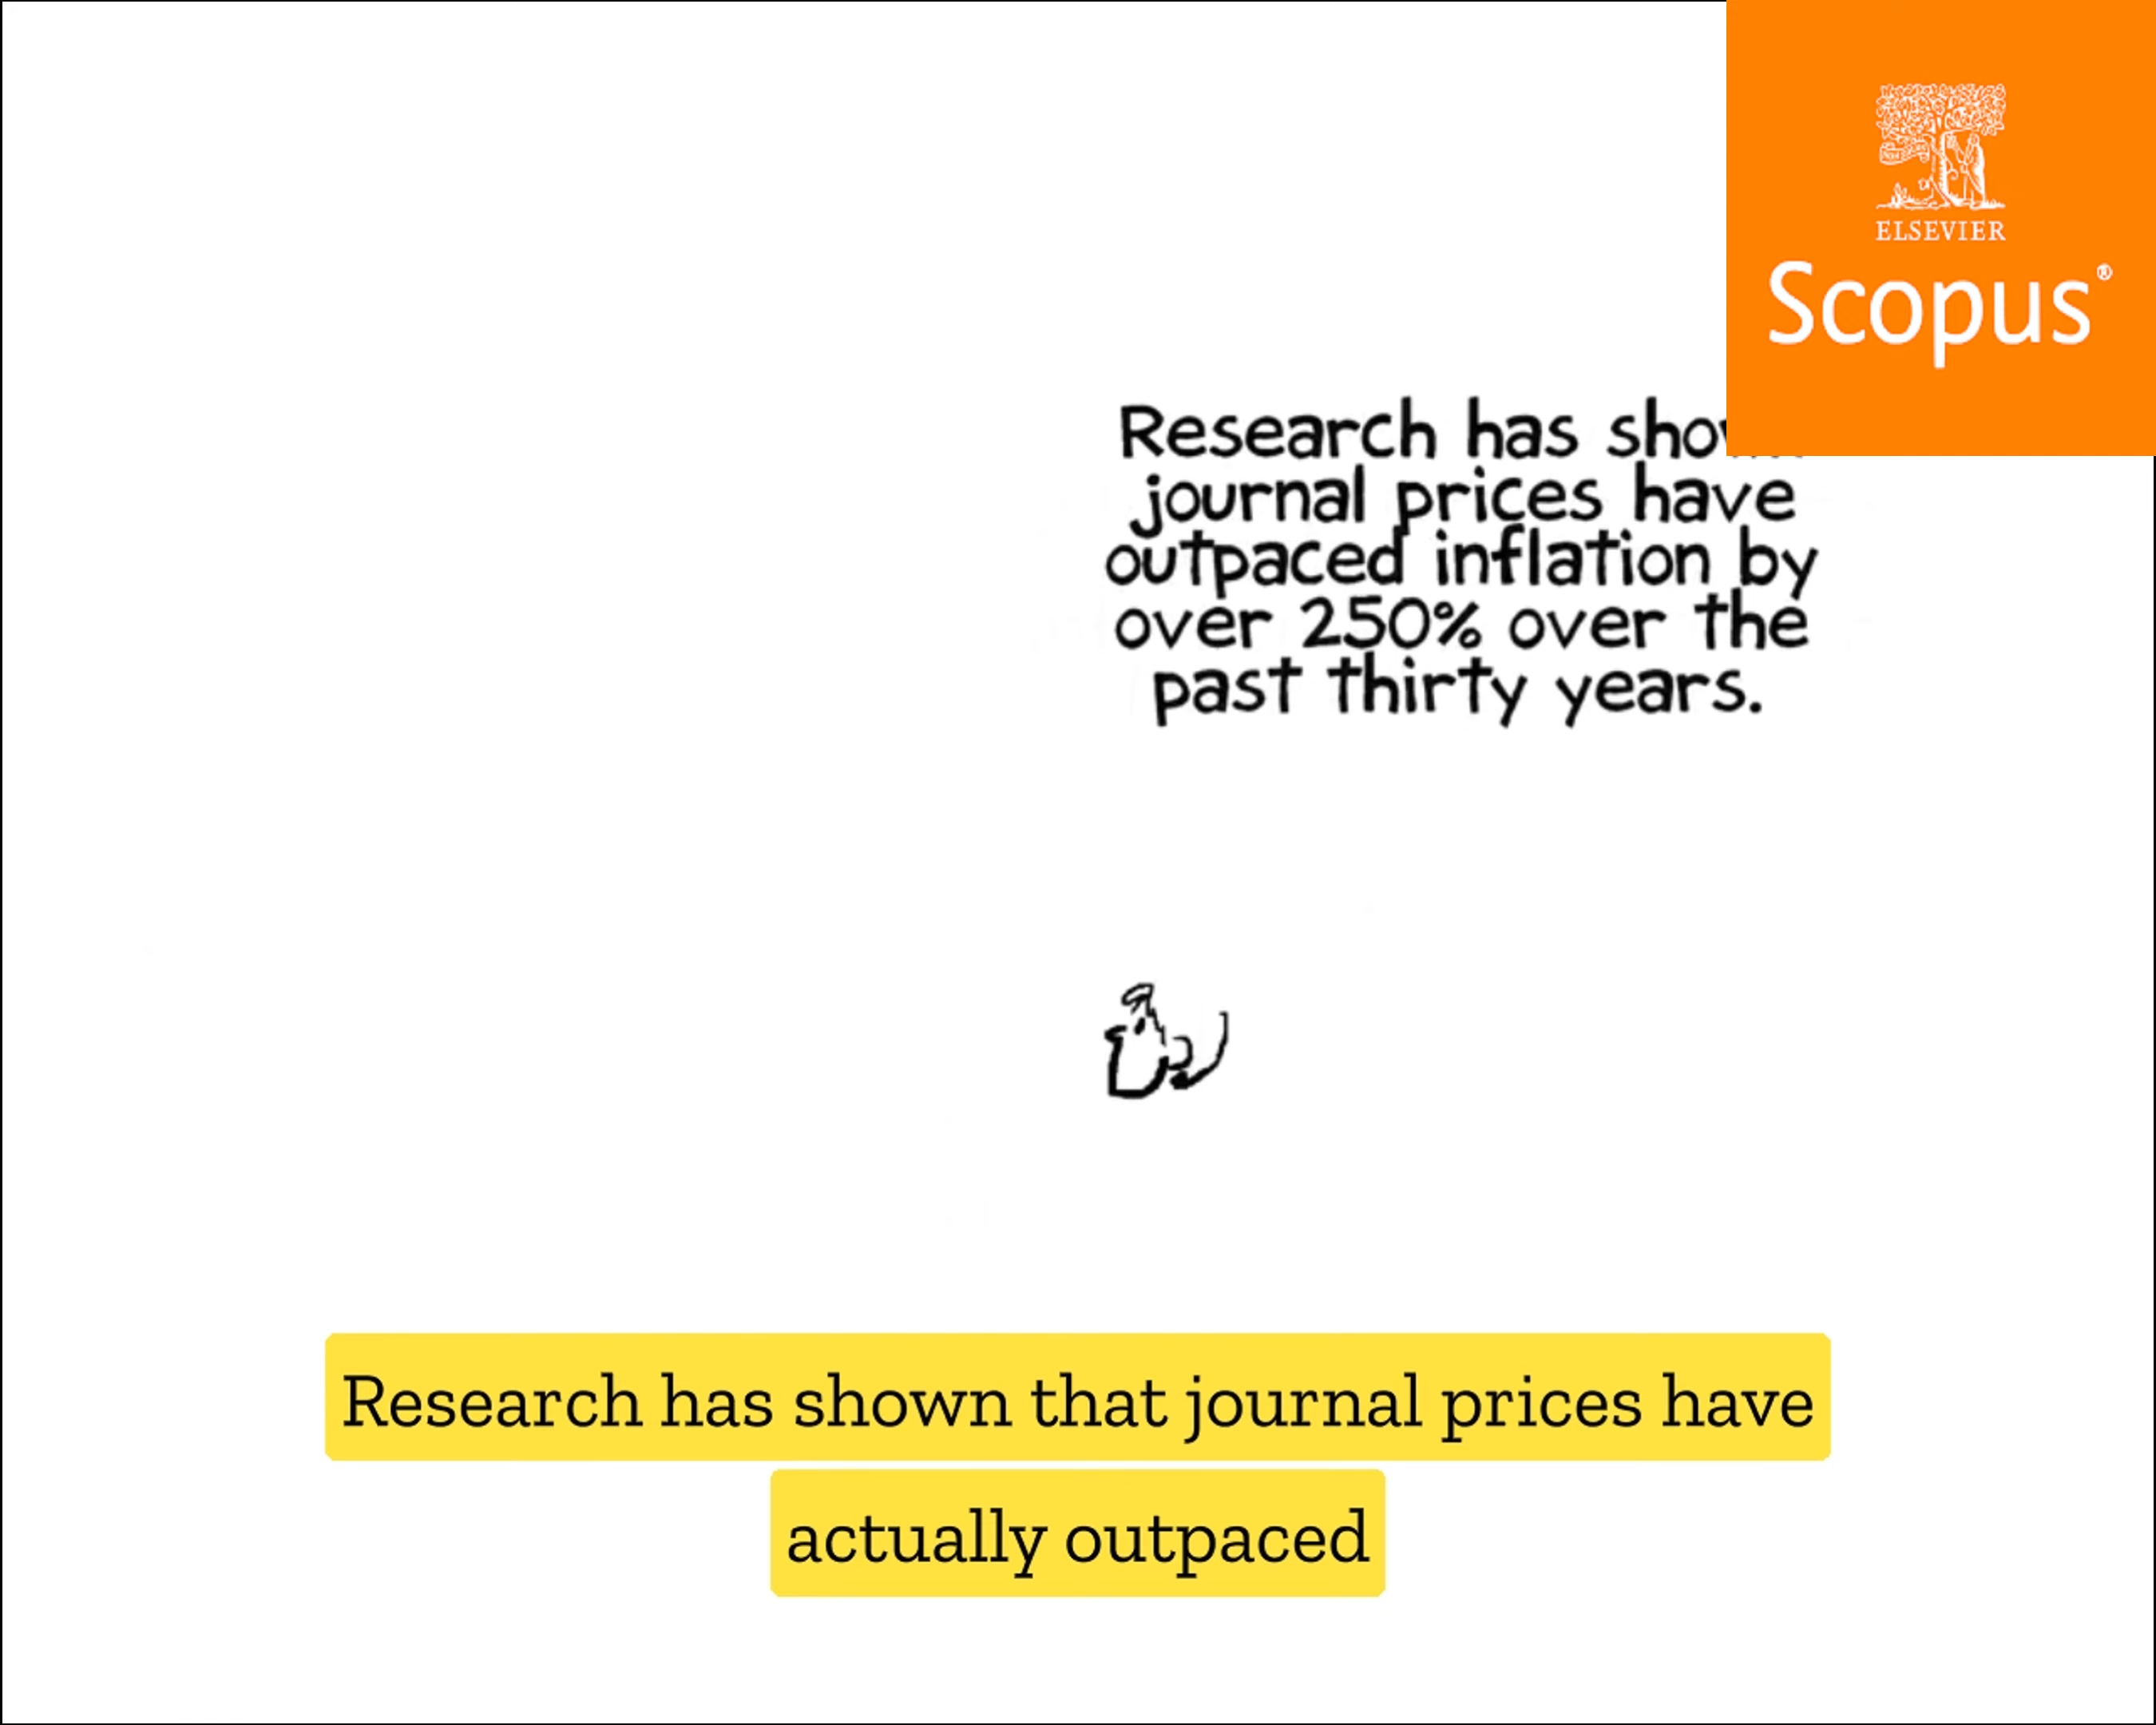 ELSEVIER
Scopus®
Research has
journal prices have
outpaced inflation by
over 250% over the
past thirty years.
Research has shown that journal prices have
actually outpaced